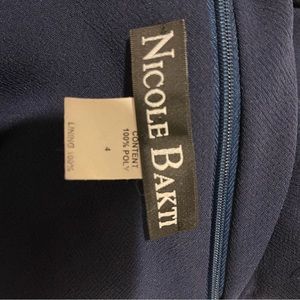 NICOLE BAKTI
4
CONTENT
100% POLY
LINING 100%